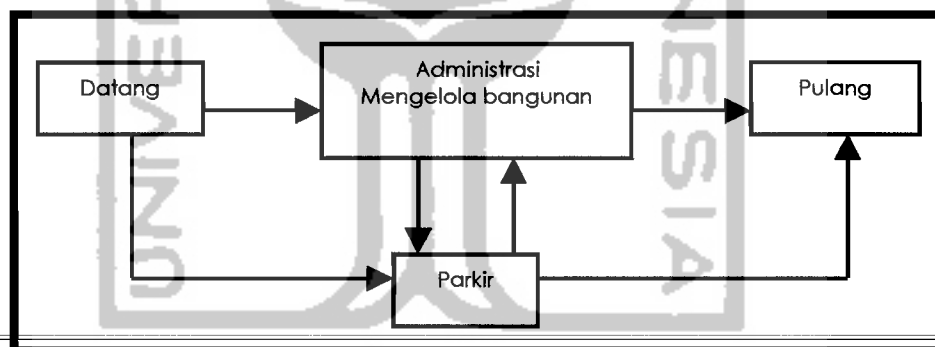 Datang
Administrasi
Mengelola bangunan
Pulang
Parkir